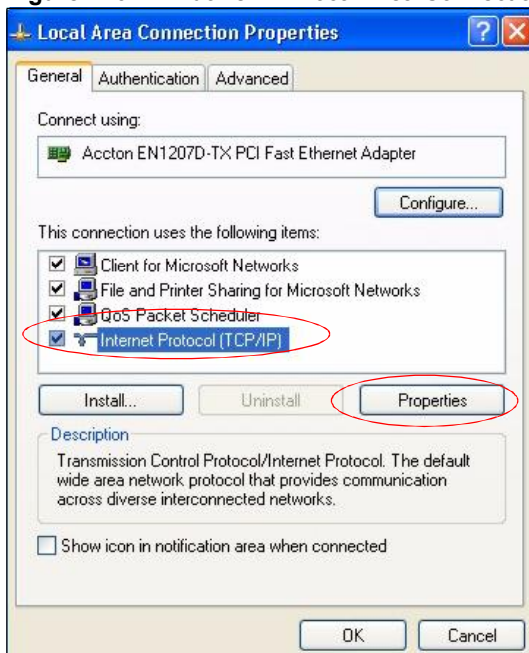 Local Area Connection Properties
General Authentication Advanced
Connect using:
Accton EN1207D-TX PCI Fast Ethernet Adapter
Configure...
This connection uses the following items:
Client for Microsoft Networks
File and Printer Sharing for Microsoft Networks
QoS Packet Scheduler
Internet Protocol (TCP/IP)
Install... Uninstall Properties
Description
Transmission Control Protocol/Internet Protocol. The default
wide area network protocol that provides communication
across diverse interconnected networks.
Show icon in notification area when connected
OK Cancel